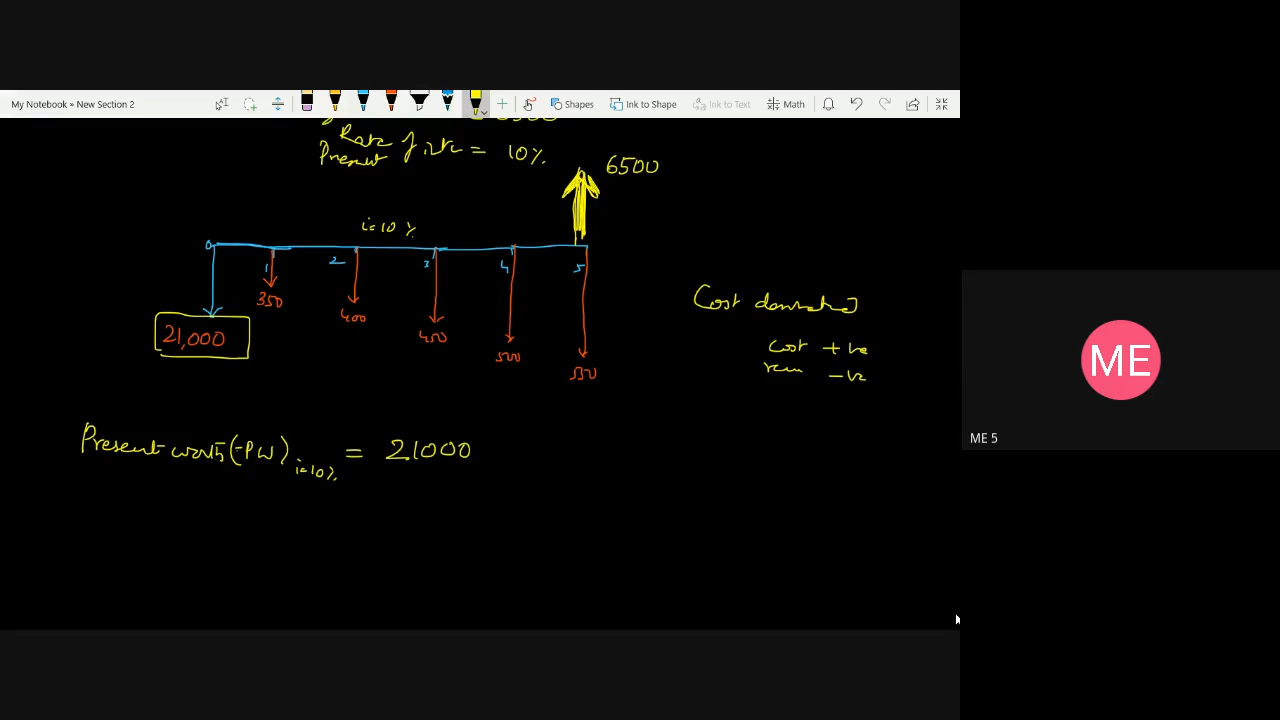 My Notebook » New Section 2
Shapes
Ink to Shape
Ink to Text
Math
Rate of = 10%
Present
6500
i=10%
0
1
2
3
4
5
350
400
450
500
550
21,000
Cost
Cost +ve
-ve
ME
ME 5
Present worth (PW) i=10% = 21000